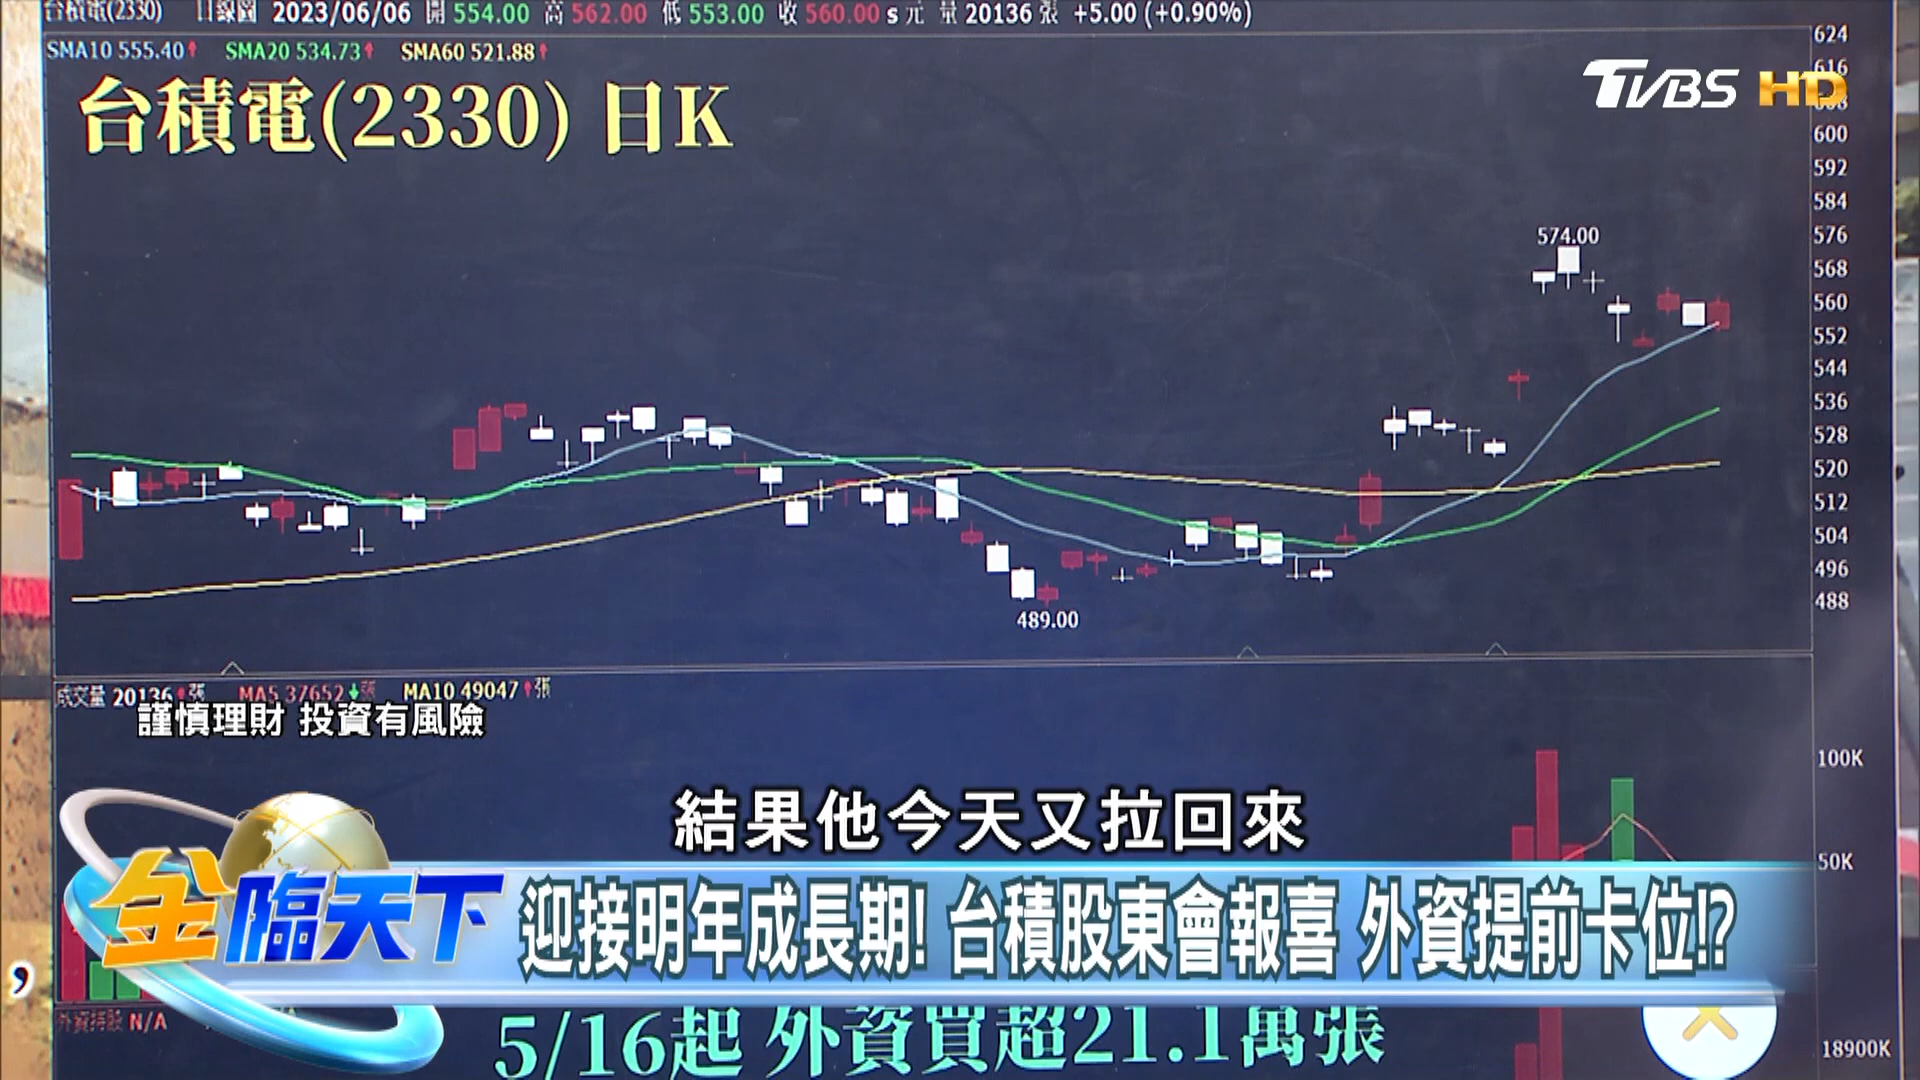 台積電(2330) 日線圖 2023/06/06 開 554.00 高 562.00 低 553.00 收 560.00 s 元 量 20136 張 +5.00 (+0.90%)
SMA10 555.40 SMA20 534.73 SMA60 521.88
台積電(2330) 日K
TVBS HD
624
616
608
600
592
584
576
568
560
552
544
536
528
520
512
504
496
488
574.00
489.00
成交量 20136 張 MA5 37652 張 MA10 49047 張
謹慎理財 投資有風險
100K
50K
結果他今天又拉回來
金臨天下
迎接明年成長期! 台積股東會報喜 外資提前卡位!?
,
外資持股 N/A
5/16起 外資買超21.1萬張
18900K